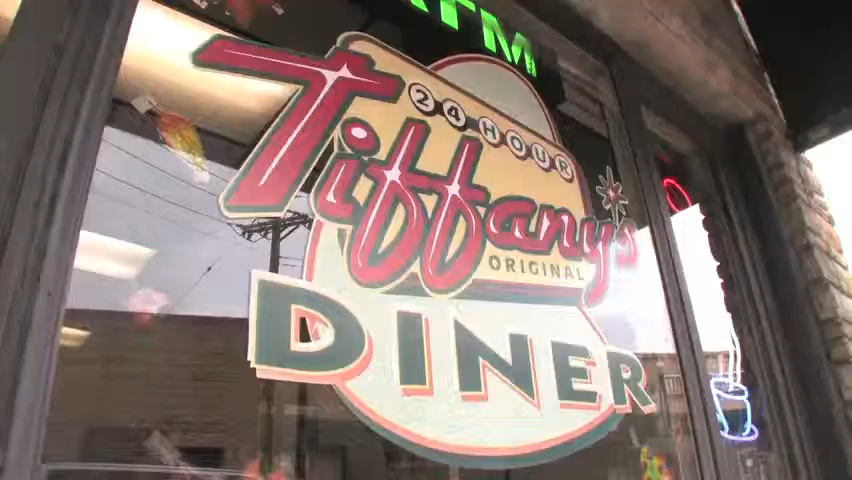 ATM
24 HOUR
Tiffany's
ORIGINAL
DINER